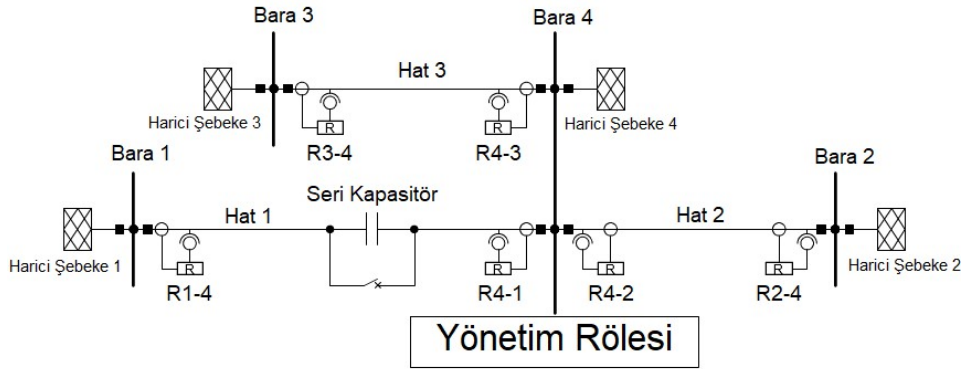 Bara 3
Bara 4
Hat 3
Harici Şebeke 3
R
R
Harici Şebeke 4
R3-4
R4-3
Bara 1
Bara 2
Seri Kapasitör
Hat 1
Hat 2
Harici Şebeke 1
R
R
R
R
Harici Şebeke 2
R1-4
R4-1
R4-2
R2-4
Yönetim Rölesi